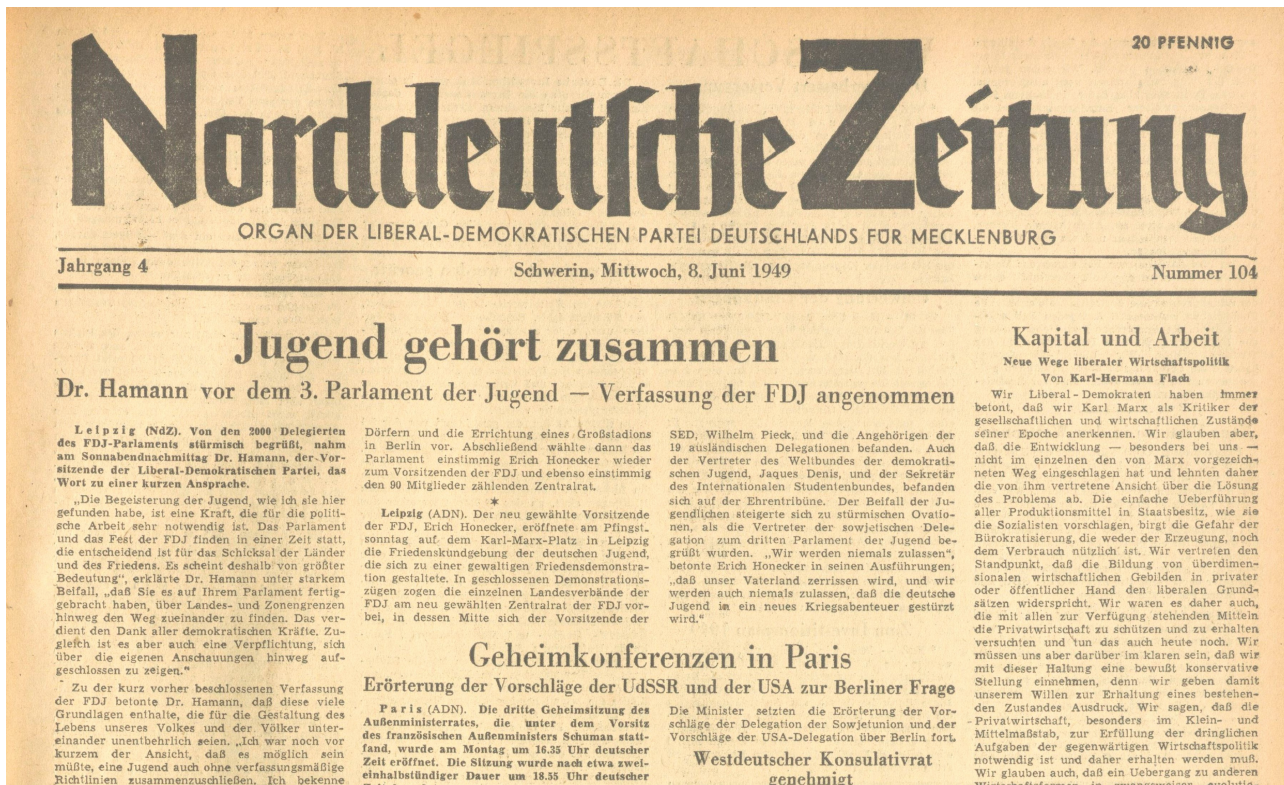 20 PFENNIG
Norddeutsche Zeitung
ORGAN DER LIBERAL-DEMOKRATISCHEN PARTEI DEUTSCHLANDS FÜR MECKLENBURG
Jahrgang 4
Schwerin, Mittwoch, 8. Juni 1949
Nummer 104
Jugend gehört zusammen
Dr. Hamann vor dem 3. Parlament der Jugend — Verfassung der FDJ angenommen
Leipzig (NdZ). Von den 2000 Delegierten
des FDJ-Parlaments stürmisch begrüßt, nahm
am Sonnabendnachmittag Dr. Hamann, der Vor-
sitzende der Liberal-Demokratischen Partei, das
Wort zu einer kurzen Ansprache.
„Die Begeisterung der Jugend, wie ich sie hier
gefunden habe, ist eine Kraft, die für die politi-
sche Arbeit sehr notwendig ist. Das Parlament
und das Fest der FDJ finden in einer Zeit statt,
die entscheidend ist für das Schicksal der Länder
und des Friedens. Es scheint deshalb von größter
Bedeutung“, erklärte Dr. Hamann unter starkem
Beifall, „daß Sie es auf Ihrem Parlament fertig-
gebracht haben, über Landes- und Zonengrenzen
hinweg den Weg zueinander zu finden. Das ver-
dient den Dank aller demokratischen Kräfte. Zu-
gleich ist es aber auch eine Verpflichtung, sich
über die eigenen Anschauungen hinweg auf-
geschlossen zu zeigen.“
Zu der kurz vorher beschlossenen Verfassung
der FDJ betonte Dr. Hamann, daß diese viele
Grundlagen enthalte, die für die Gestaltung des
Lebens unseres Volkes und der Völker unter-
einander unentbehrlich seien. „Ich war noch vor
kurzem der Ansicht, daß es möglich sein
müßte, eine Jugend auch ohne verfassungsmäßige
Richtlinien zusammenzuschließen. Ich bekenne
Dörfern und die Errichtung eines Großstadions
in Berlin vor. Abschließend wählte dann das
Parlament einstimmig Erich Honecker wieder
zum Vorsitzenden der FDJ und ebenso einstimmig
den 90 Mitglieder zählenden Zentralrat.
*
Leipzig (ADN). Der neu gewählte Vorsitzende
der FDJ, Erich Honecker, eröffnete am Pfingst-
sonntag auf dem Karl-Marx-Platz in Leipzig
die Friedenskundgebung der deutschen Jugend,
die sich zu einer gewaltigen Friedensdemonstra-
tion gestaltete. In geschlossenen Demonstrations-
zügen zogen die einzelnen Landesverbände der
FDJ am neu gewählten Zentralrat der FDJ vor-
bei, in dessen Mitte sich der Vorsitzende der
SED, Wilhelm Pieck, und die Angehörigen der
19 ausländischen Delegationen befanden. Auch
der Vertreter des Weltbundes der demokrati-
schen Jugend, Jaques Denis, und der Sekretär
des Internationalen Studentenbundes, befanden
sich auf der Ehrentribüne. Der Beifall der Ju-
gendlichen steigerte sich zu stürmischen Ovatio-
nen, als die Vertreter der sowjetischen Dele-
gation zum dritten Parlament der Jugend be-
grüßt wurden. „Wir werden niemals zulassen“,
betonte Erich Honecker in seinen Ausführungen,
„daß unser Vaterland zerrissen wird, und wir
werden auch niemals zulassen, daß die deutsche
Jugend in ein neues Kriegsabenteuer gestürzt
wird.“
Geheimkonferenzen in Paris
Erörterung der Vorschläge der UdSSR und der USA zur Berliner Frage
Paris (ADN). Die dritte Geheimsitzung des
Außenministerrates, die unter dem Vorsitz
des französischen Außenministers Schuman statt-
fand, wurde am Montag um 16.35 Uhr deutscher
Zeit eröffnet. Die Sitzung wurde nach etwa zwei-
einhalbstündiger Dauer um 18.55 Uhr deutscher
Die Minister setzten die Erörterung der Vor-
schläge der Delegation der Sowjetunion und der
Vorschläge der USA-Delegation über Berlin fort.
Westdeutscher Konsulativrat
genehmigt
Kapital und Arbeit
Neue Wege liberaler Wirtschaftspolitik
Von Karl-Hermann Flach
Wir Liberal-Demokraten haben immer
betont, daß wir Karl Marx als Kritiker der
gesellschaftlichen und wirtschaftlichen Zustände
seiner Epoche anerkennen. Wir glauben aber,
daß die Entwicklung — besonders bei uns —
nicht im einzelnen den von Marx vorgezeich-
neten Weg eingeschlagen hat und lehnten daher
die von ihm vertretene Ansicht über die Lösung
des Problems ab. Die einfache Ueberführung
aller Produktionsmittel in Staatsbesitz, wie sie
die Sozialisten vorschlagen, birgt die Gefahr der
Bürokratisierung, die weder der Erzeugung, noch
dem Verbrauch nützlich ist. Wir vertreten den
Standpunkt, daß die Bildung von überdimen-
sionalen wirtschaftlichen Gebilden in privater
oder öffentlicher Hand den liberalen Grund-
sätzen widerspricht. Wir waren es daher auch,
die mit allen zur Verfügung stehenden Mitteln
die Privatwirtschaft zu schützen und zu erhalten
versuchten und tun das auch heute noch. Wir
müssen uns aber darüber im klaren sein, daß wir
mit dieser Haltung eine bewußt konservative
Stellung einnehmen, denn wir geben damit
unserem Willen zur Erhaltung eines bestehen-
den Zustandes Ausdruck. Wir sagen, daß die
Privatwirtschaft, besonders im Klein- und
Mittelmaßstab, zur Erfüllung der dringlichen
Aufgaben der gegenwärtigen Wirtschaftspolitik
notwendig ist und daher erhalten werden muß.
Wir glauben auch, daß ein Uebergang zu anderen